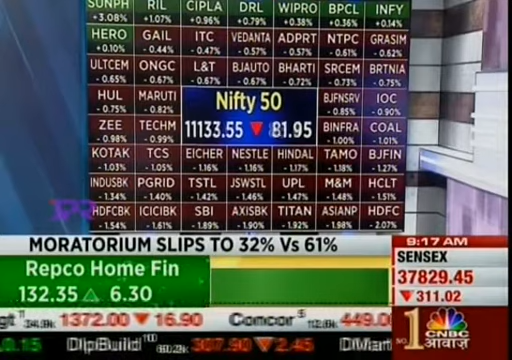 SUNPH RIL CIPLA DRL WIPRO BPCL INFY
+3.08% +1.07% +0.96% +0.79% +0.38% +0.36% +0.14%
HERO GAIL ITC VEDANTA ADPRT NTPC GRASIM
+0.10% -0.44% -0.47% -0.57% -0.57% -0.61% -0.62%
ULTCEM ONGC L&T BJAUTO BHARTI SRCEM BRTNIA
-0.65% -0.67% -0.67% -0.67% -0.72% -0.73% -0.75%
HUL MARUTI Nifty 50 BJFNSRV IOC
-0.75% -0.82% -0.85% -0.90%
ZEE TECHM 11133.55 ▼ 81.95 BINFRA COAL
-0.98% -0.99% -1.00% -1.01%
KOTAK TCS EICHER NESTLE HINDAL TAMO BJFIN
-1.03% -1.05% -1.16% -1.16% -1.17% -1.18% -1.27%
INDUSBK PGRID TSTL JSWSTL UPL M&M HCLT
-1.34% -1.40% -1.42% -1.46% -1.47% -1.48% -1.51%
HDFCBK ICICIBK SBI AXISBK TITAN ASIANP HDFC
-1.54% -1.61% -1.89% -1.90% -1.92% -1.98% -2.07%
MORATORIUM SLIPS TO 32% Vs 61%
9:17 AM
Repco Home Fin
132.35 ▲ 6.30
SENSEX
37829.45
▼ 311.02
1372.00 ▼ 16.90 Concor 449.0
0.15 DlpBuild 307.90 ▼ 2.45 DMart
NO 1 CNBC
आवाज़